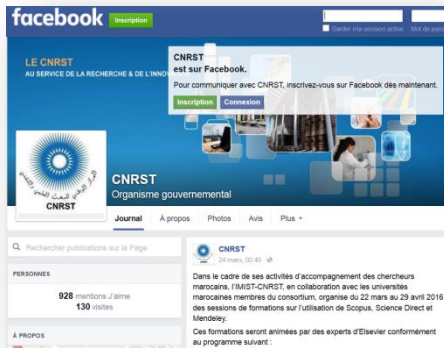 facebook Inscription
Garder ma session active Mot de pass
LE CNRST
AU SERVICE DE LA RECHERCHE & DE L'INNOV
CNRST
est sur Facebook.
Pour communiquer avec CNRST, inscrivez-vous sur Facebook dès maintenant.
Inscription Connexion
CNRST
CNRST
Organisme gouvernemental
Journal À propos Photos Avis Plus
Rechercher publications sur la Page
PERSONNES
928 mentions J'aime
130 visites
À PROPOS
CNRST
24 mars, 02:40
Dans le cadre de ses activités d'accompagnement des chercheurs
marocains, l'IMIST-CNRST, en collaboration avec les universités
marocaines membres du consortium, organise du 22 mars au 29 avril 2016
des sessions de formations sur l'utilisation de Scopus, Science Direct et
Mendeley.
Ces formations seront animées par des experts d'Elsevier conformément
au programme suivant :